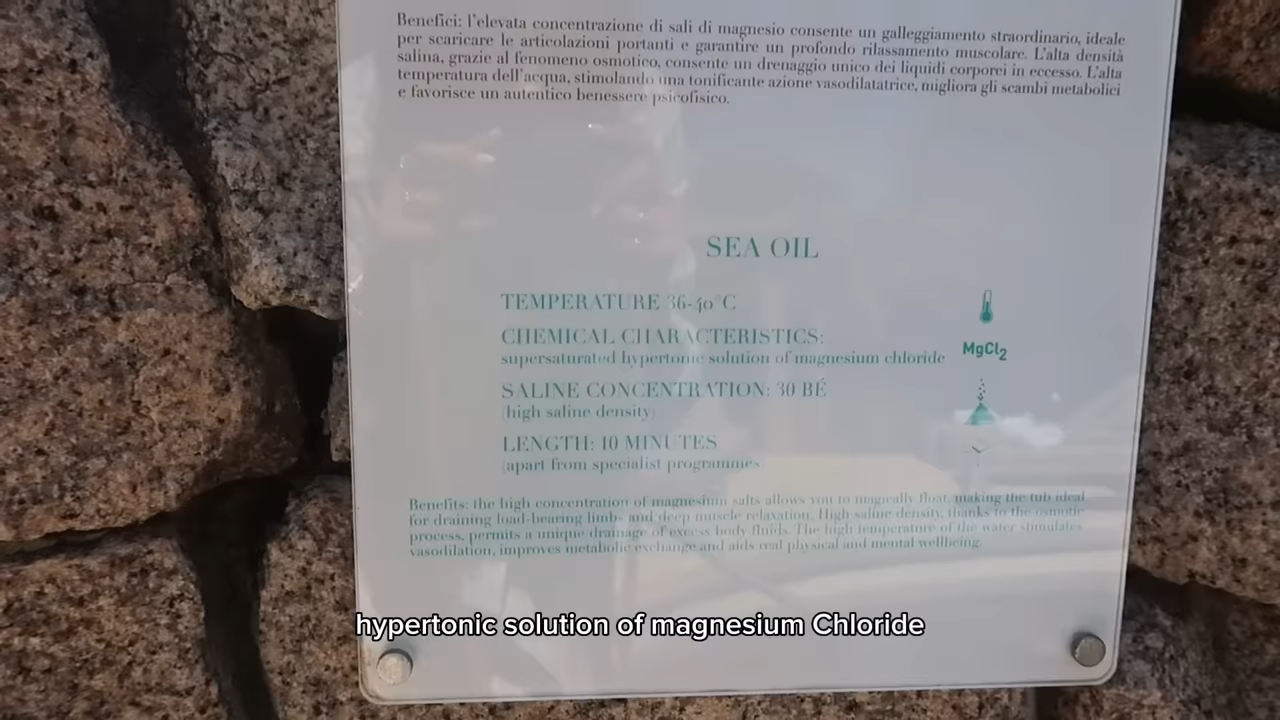 Benefici: l'elevata concentrazione di sali di magnesio consente un galleggiamento straordinario, ideale
per scaricare le articolazioni portanti e garantire un profondo rilassamento muscolare. L'alta densità
salina, grazie al fenomeno osmotico, consente un drenaggio unico dei liquidi corporei in eccesso. L'alta
temperatura dell'acqua, stimolando una tonificante azione vasodilatatrice, migliora gli scambi metabolici
e favorisce un autentico benessere psicofisico.
SEA OIL
TEMPERATURE 36-40°C
CHEMICAL CHARACTERISTICS:
supersaturated hypertonic solution of magnesium chloride
MgCl2
SALINE CONCENTRATION: 30 BÉ
(high saline density)
LENGTH: 10 MINUTES
(apart from specialist programmes)
Benefits: the high concentration of magnesium salts allows you to magically float, making the tub ideal
for draining load-bearing limbs and deep muscle relaxation. High saline density, thanks to the osmotic
process, permits a unique drainage of excess body fluids. The high temperature of the water stimulates
vasodilation, improves metabolic exchange and aids real physical and mental wellbeing.
hypertonic solution of magnesium Chloride